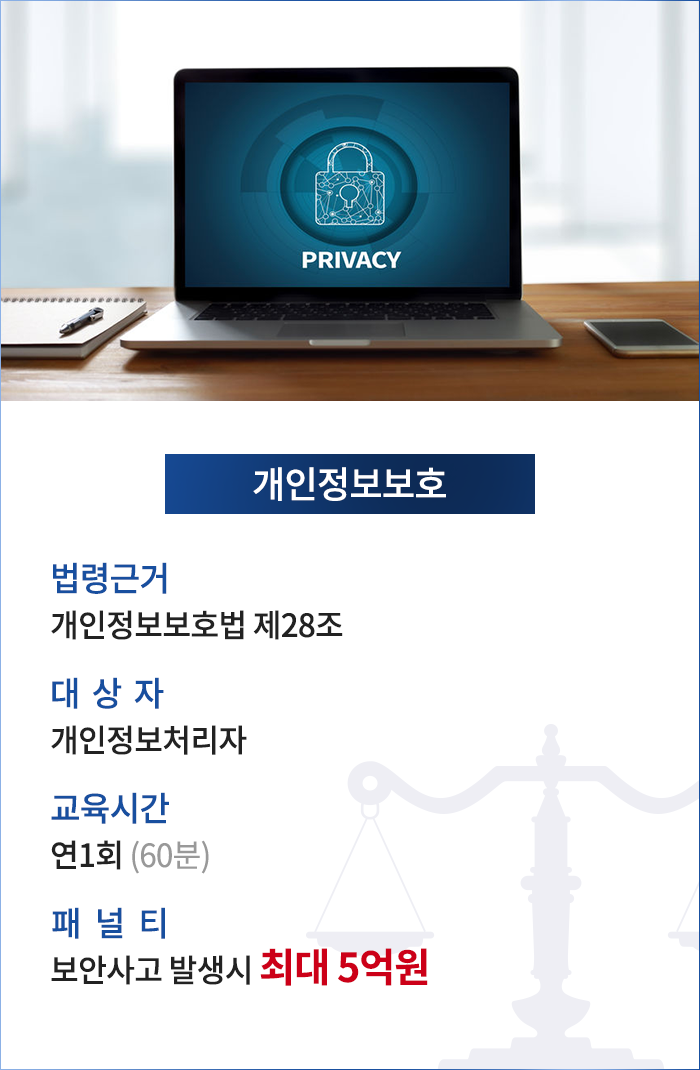 PRIVACY
개인정보보호
법령근거
개인정보보호법 제28조
대 상 자
개인정보처리자
교육시간
연1회 (60분)
패 널 티
보안사고 발생시 최대 5억원